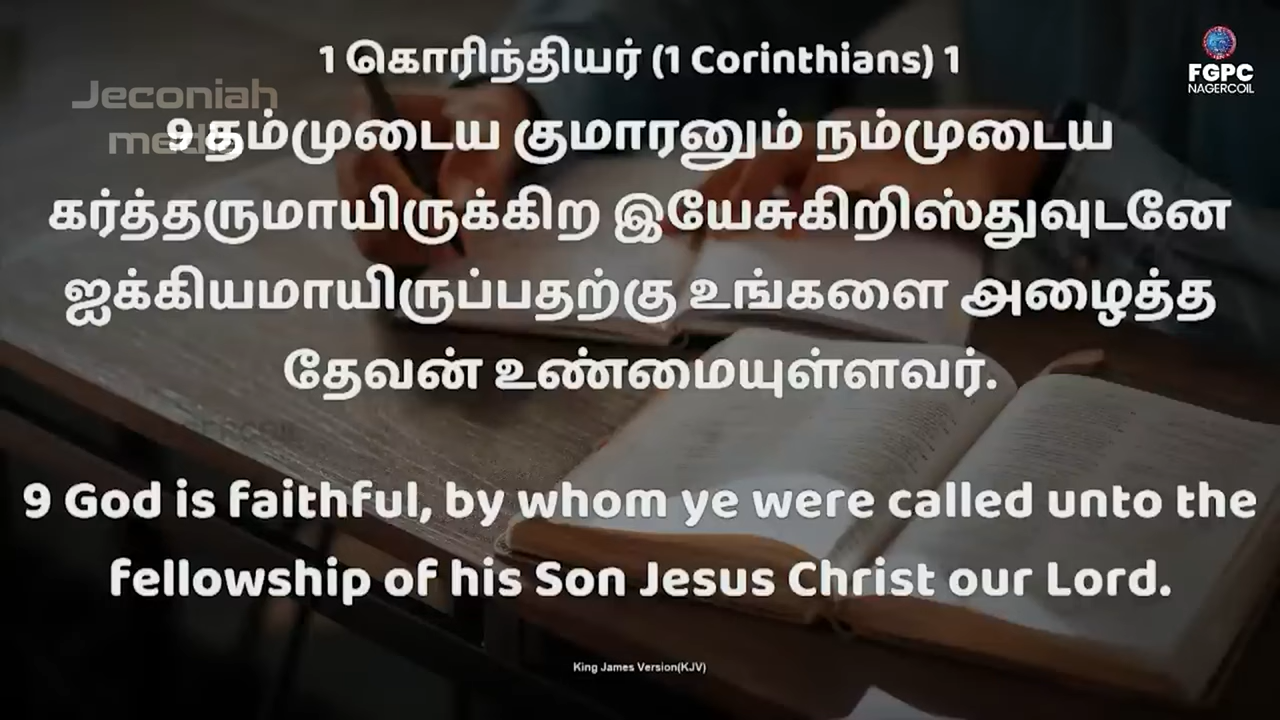 1 கொரிந்தியர் (1 Corinthians) 1
FGPC
NAGERCOIL
Jeconiah
media
9 தம்முடைய குமாரனும் நம்முடைய
கர்த்தருமாயிருக்கிற இயேசுகிறிஸ்துவுடனே
ஐக்கியமாயிருப்பதற்கு உங்களை அழைத்த
தேவன் உண்மையுள்ளவர்.
9 God is faithful, by whom ye were called unto the
fellowship of his Son Jesus Christ our Lord.
King James Version(KJV)